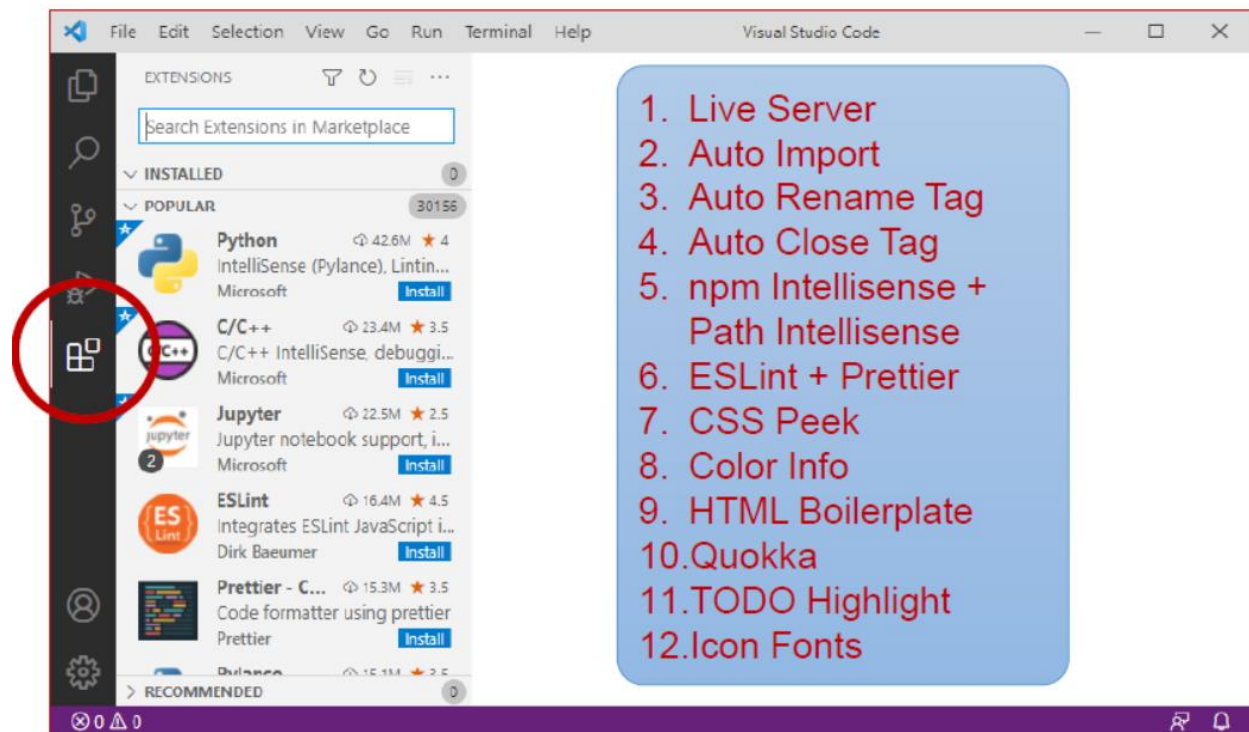 File Edit Selection View Go Run Terminal Help Visual Studio Code
EXTENSIONS
Search Extensions in Marketplace
INSTALLED 0
POPULAR 30156
Python 42.6M ★ 4
IntelliSense (Pylance), Lintin...
Microsoft Install
C/C++ 23.4M ★ 3.5
C/C++ IntelliSense, debuggi...
Microsoft Install
Jupyter 22.5M ★ 2.5
Jupyter notebook support, i...
Microsoft Install
jupyter
2
ESLint 16.4M ★ 4.5
Integrates ESLint JavaScript i...
Dirk Baeumer Install
ES
Lint
Prettier - C... 15.3M ★ 3.5
Code formatter using prettier
Prettier Install
Pylance 15.1M ★ 3.5
RECOMMENDED 0
0 0
1. Live Server
2. Auto Import
3. Auto Rename Tag
4. Auto Close Tag
5. npm Intellisense +
Path Intellisense
6. ESLint + Prettier
7. CSS Peek
8. Color Info
9. HTML Boilerplate
10.Quokka
11.TODO Highlight
12.Icon Fonts